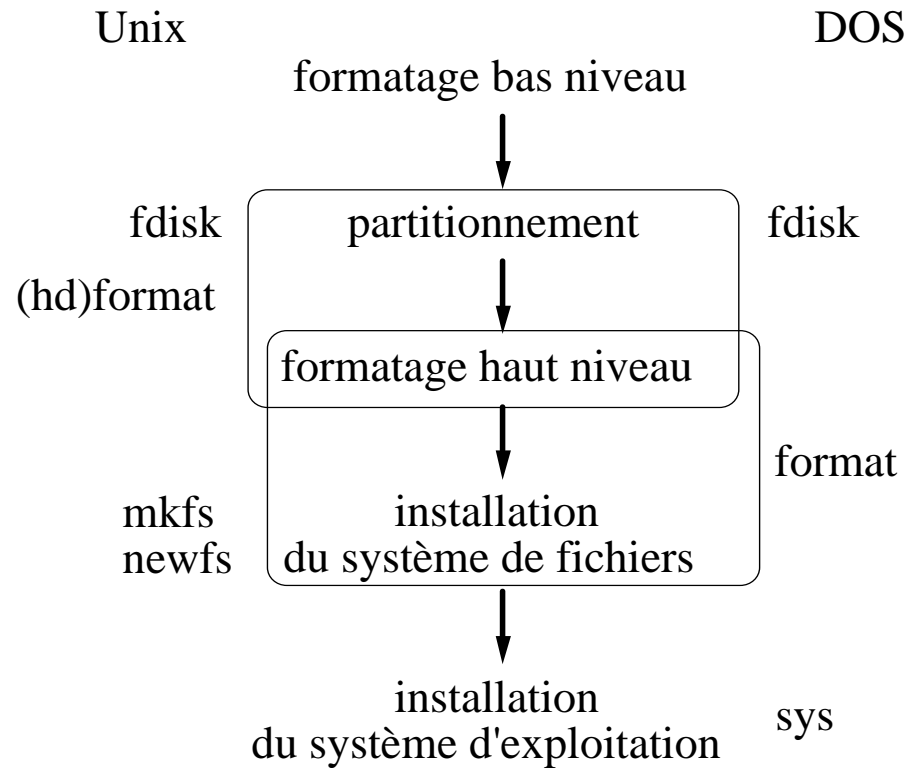 Unix
DOS
formatage bas niveau
fdisk
partitionnement
fdisk
(hd)format
formatage haut niveau
format
mkfs
newfs
installation
du système de fichiers
installation
du système d'exploitation
sys